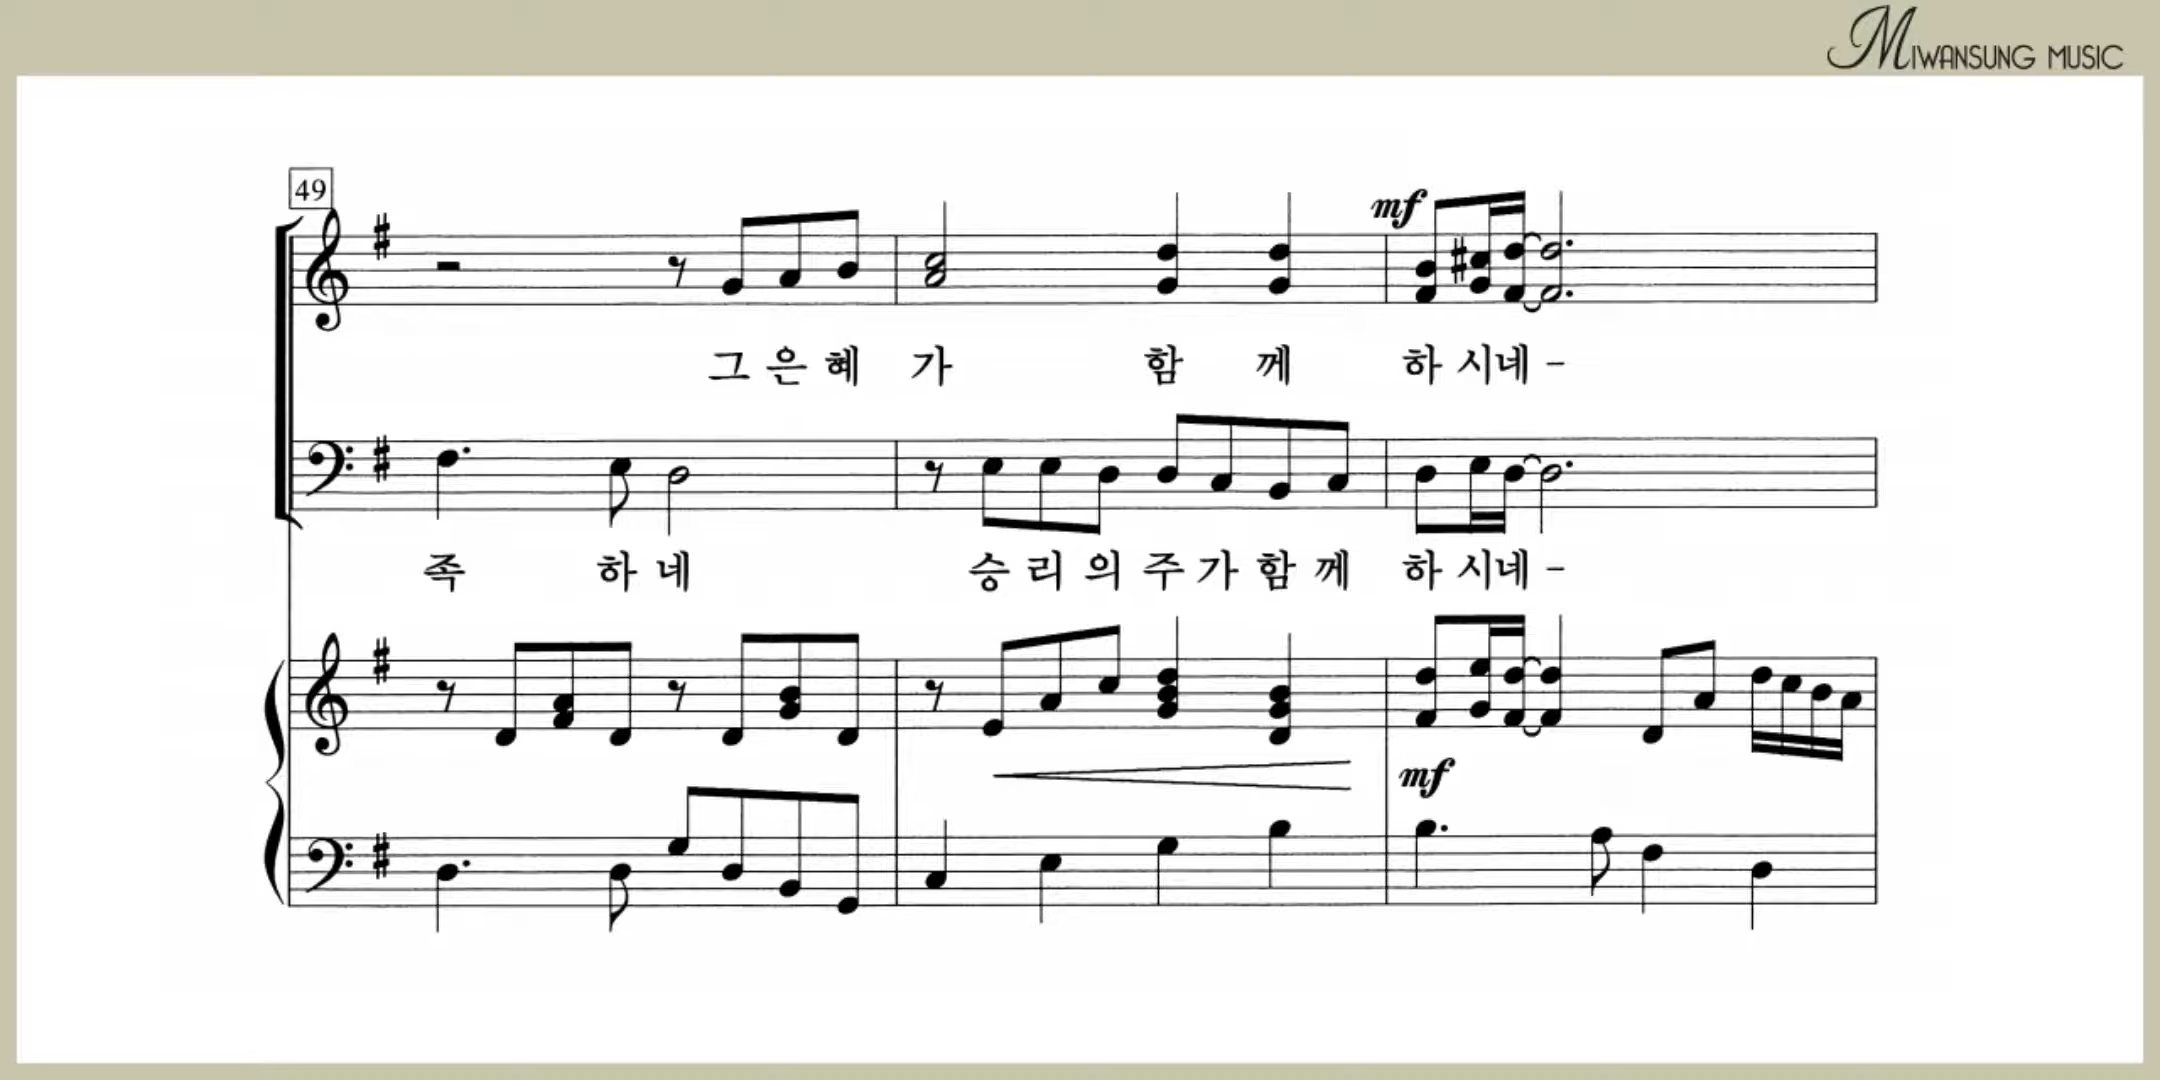 MIWANSUNG MUSIC
49
mf
그 은 혜 가 함 께 하 시네 -
족 하 네 승 리 의 주 가 함 께 하 시네 -
mf